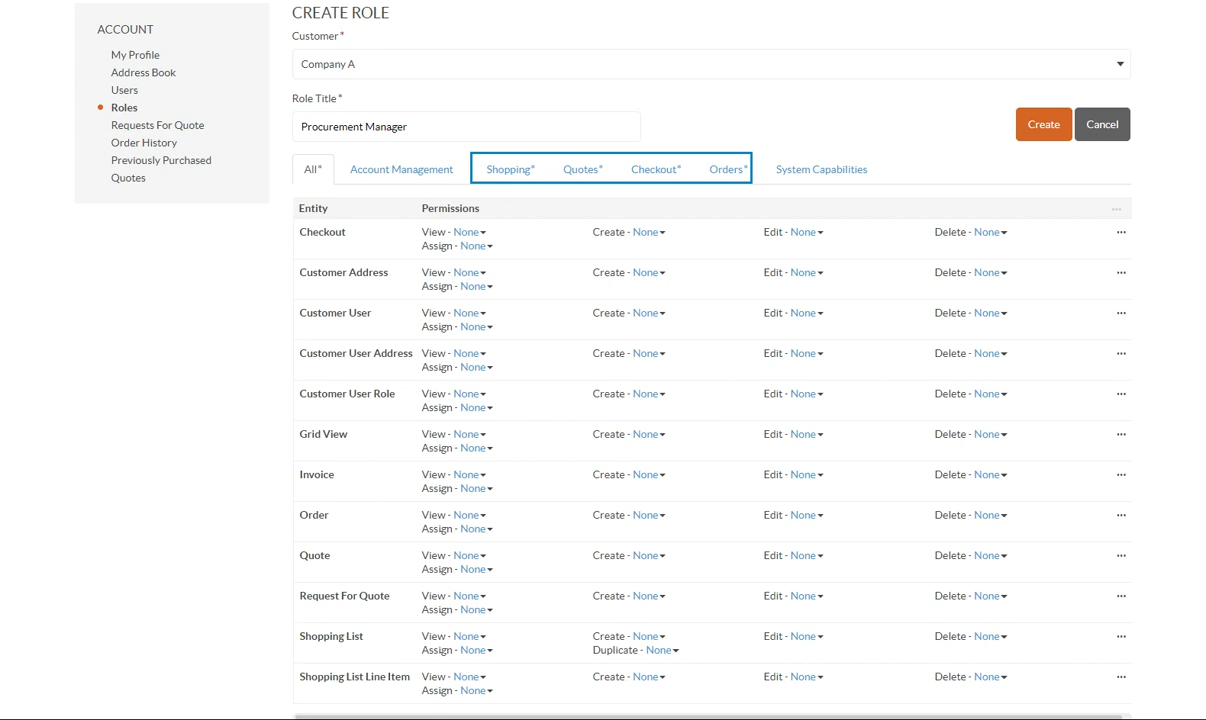 ACCOUNT
My Profile
Address Book
Users
Roles
Requests For Quote
Order History
Previously Purchased
Quotes
CREATE ROLE
Customer*
Company A
Role Title*
Procurement Manager
Create Cancel
All* Account Management Shopping* Quotes* Checkout* Orders* System Capabilities
Entity Permissions ...
Checkout View - None Create - None Edit - None Delete - None ...
Assign - None
Customer Address View - None Create - None Edit - None Delete - None ...
Assign - None
Customer User View - None Create - None Edit - None Delete - None ...
Assign - None
Customer User Address View - None Create - None Edit - None Delete - None ...
Assign - None
Customer User Role View - None Create - None Edit - None Delete - None ...
Assign - None
Grid View View - None Create - None Edit - None Delete - None ...
Assign - None
Invoice View - None Create - None Edit - None Delete - None ...
Assign - None
Order View - None Create - None Edit - None Delete - None ...
Assign - None
Quote View - None Create - None Edit - None Delete - None ...
Assign - None
Request For Quote View - None Create - None Edit - None Delete - None ...
Assign - None
Shopping List View - None Create - None Edit - None Delete - None ...
Assign - None Duplicate - None
Shopping List Line Item View - None Create - None Edit - None Delete - None ...
Assign - None